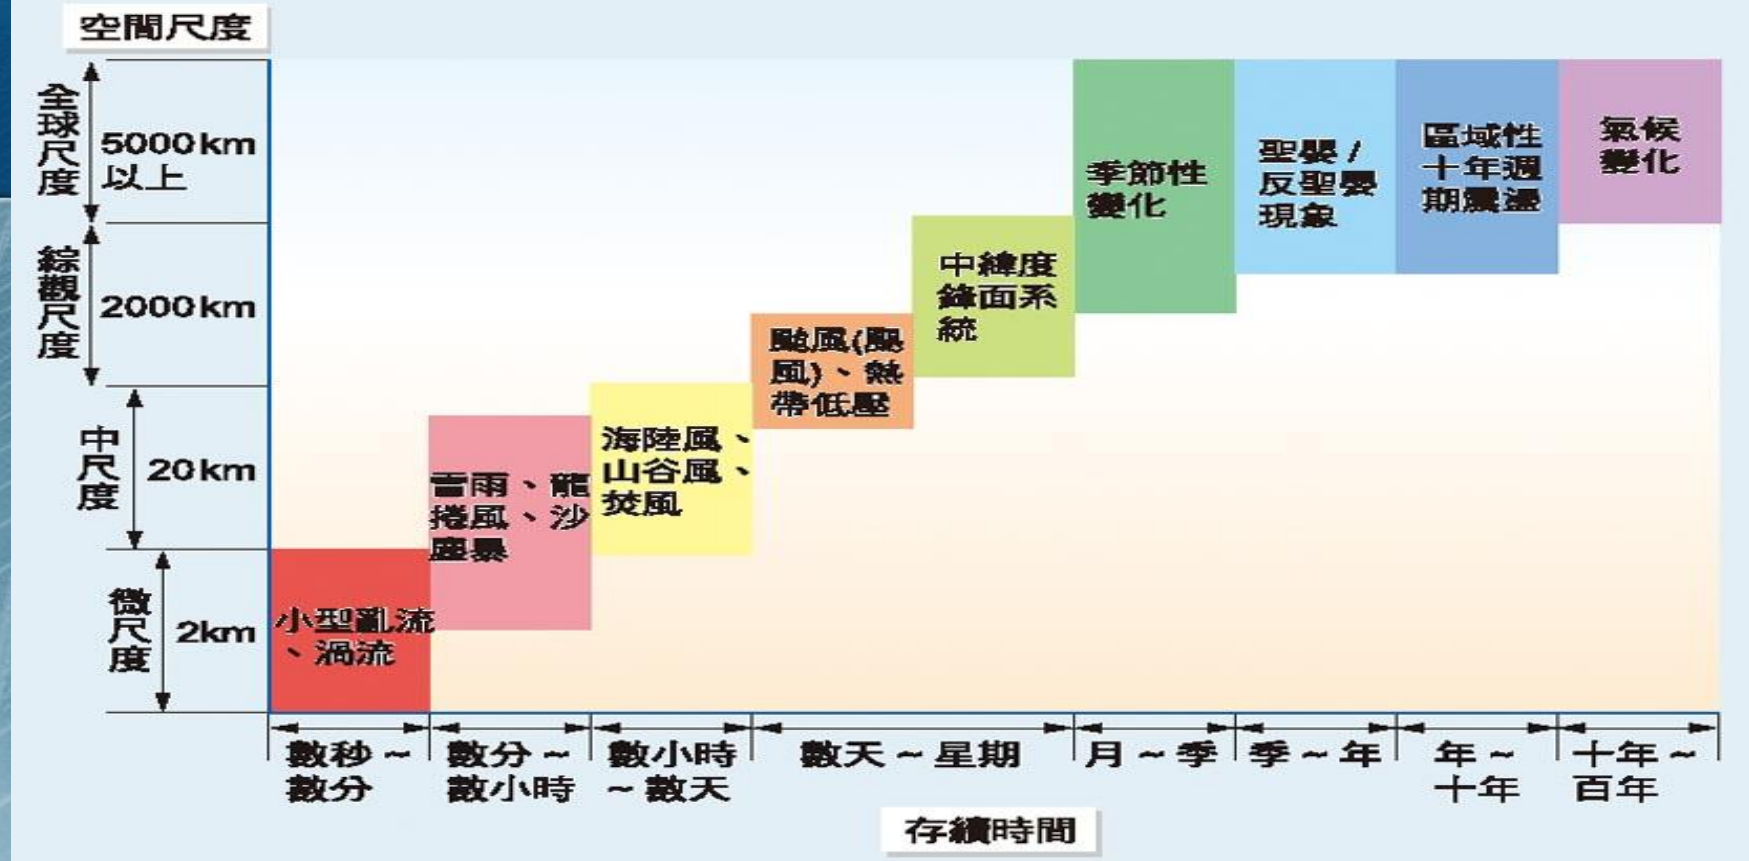 空間尺度
全球尺度
5000km
以上
綜觀尺度
2000km
中尺度
20km
微尺度
2km
小型亂流
、渦流
雷雨、龍
捲風、沙
塵暴
海陸風、
山谷風、
焚風
颱風(颶
風)、熱
帶低壓
中緯度
鋒面系
統
季節性
變化
聖嬰/
反聖嬰
現象
區域性
十年週
期震盪
氣候
變化
數秒~
數分
數分~
數小時
數小時
~數天
數天~星期
月~季
季~年
年~
十年
十年~
百年
存續時間